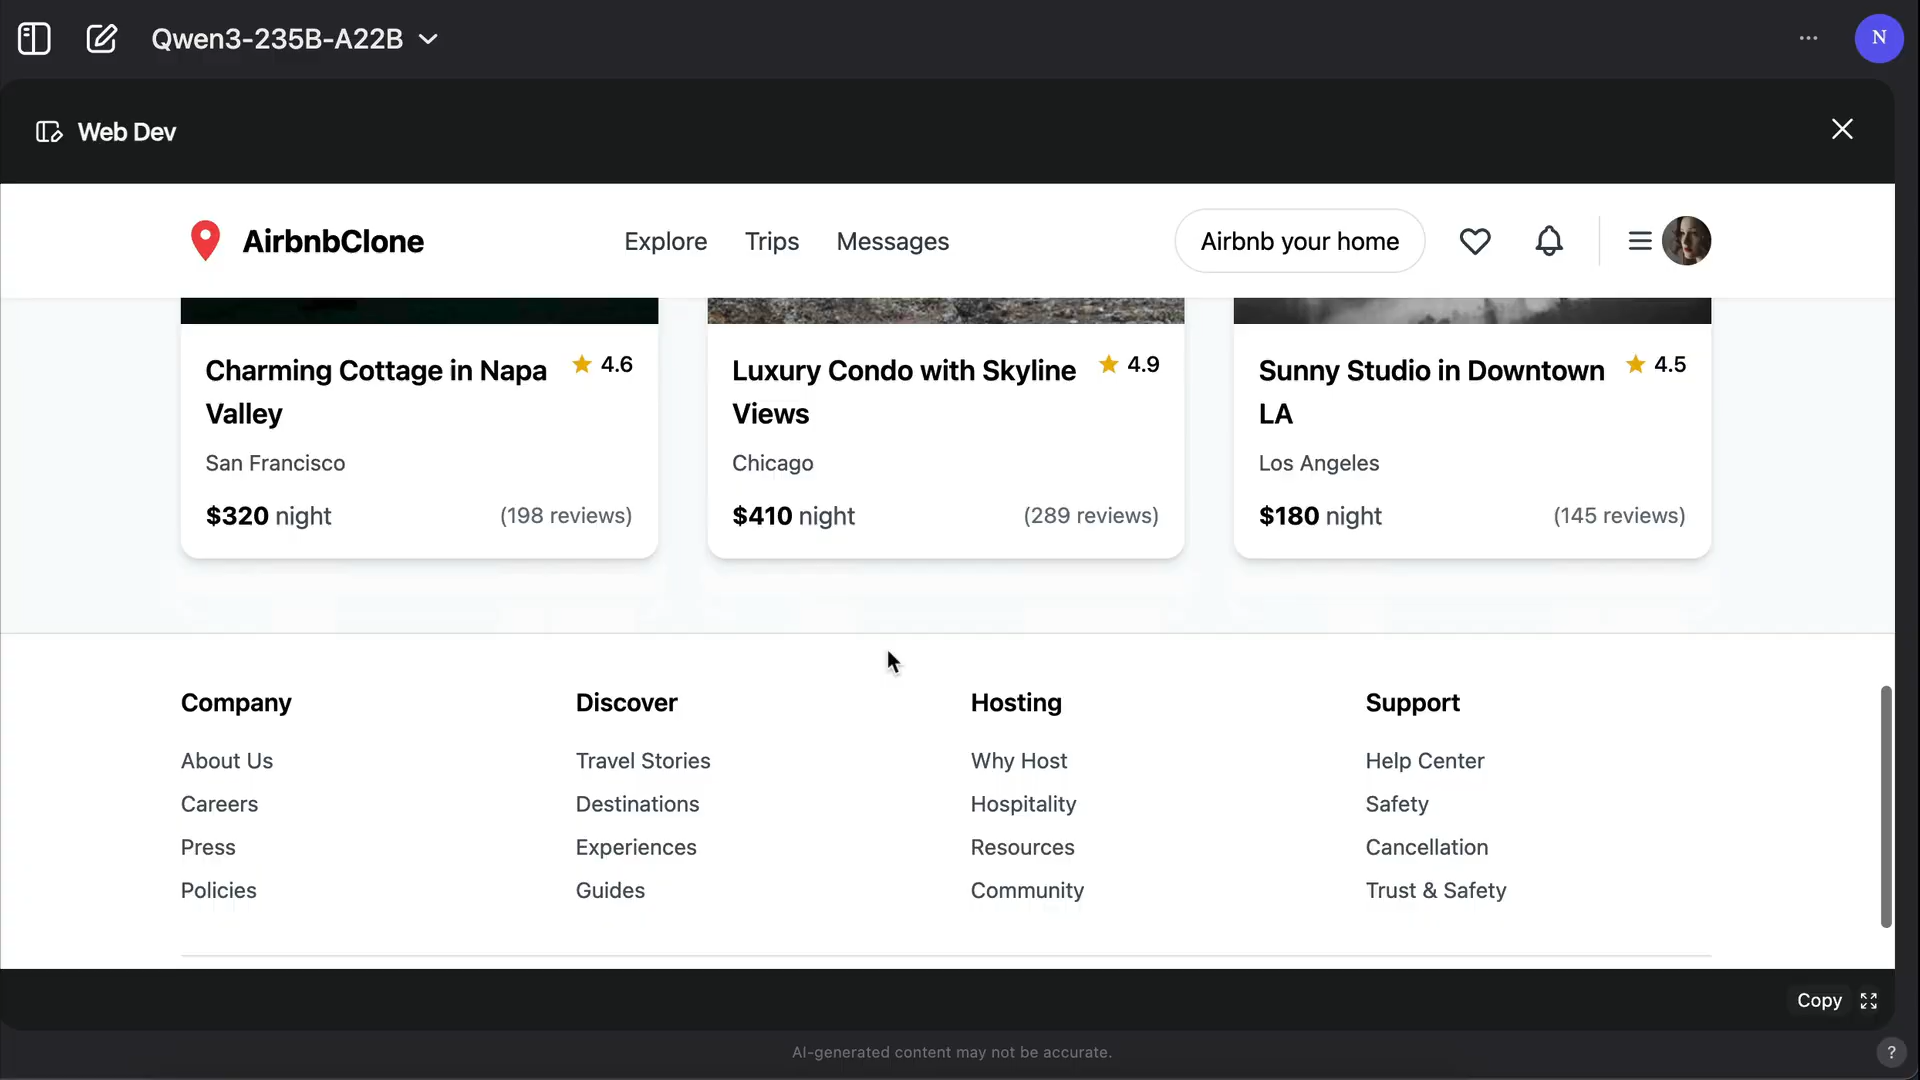 Qwen3-235B-A22B
N
Web Dev
AirbnbClone
Explore
Trips
Messages
Airbnb your home
Charming Cottage in Napa Valley
4.6
San Francisco
$320 night
(198 reviews)
Luxury Condo with Skyline Views
4.9
Chicago
$410 night
(289 reviews)
Sunny Studio in Downtown LA
4.5
Los Angeles
$180 night
(145 reviews)
Company
About Us
Careers
Press
Policies
Discover
Travel Stories
Destinations
Experiences
Guides
Hosting
Why Host
Hospitality
Resources
Community
Support
Help Center
Safety
Cancellation
Trust & Safety
Copy
AI-generated content may not be accurate.
?